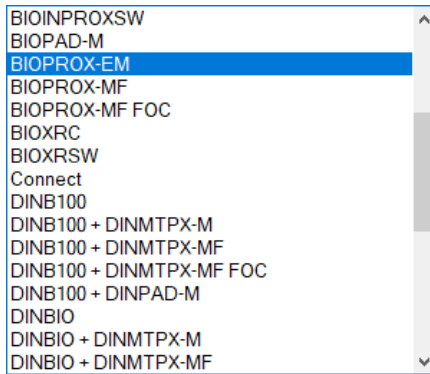 BIOINPROXSW
BIOPAD-M
BIOPROX-EM
BIOPROX-MF
BIOPROX-MF FOC
BIOXRC
BIOXRSW
Connect
DINB100
DINB100 + DINMTPX-M
DINB100 + DINMTPX-MF
DINB100 + DINMTPX-MF FOC
DINB100 + DINPAD-M
DINBIO
DINBIO + DINMTPX-M
DINBIO + DINMTPX-MF